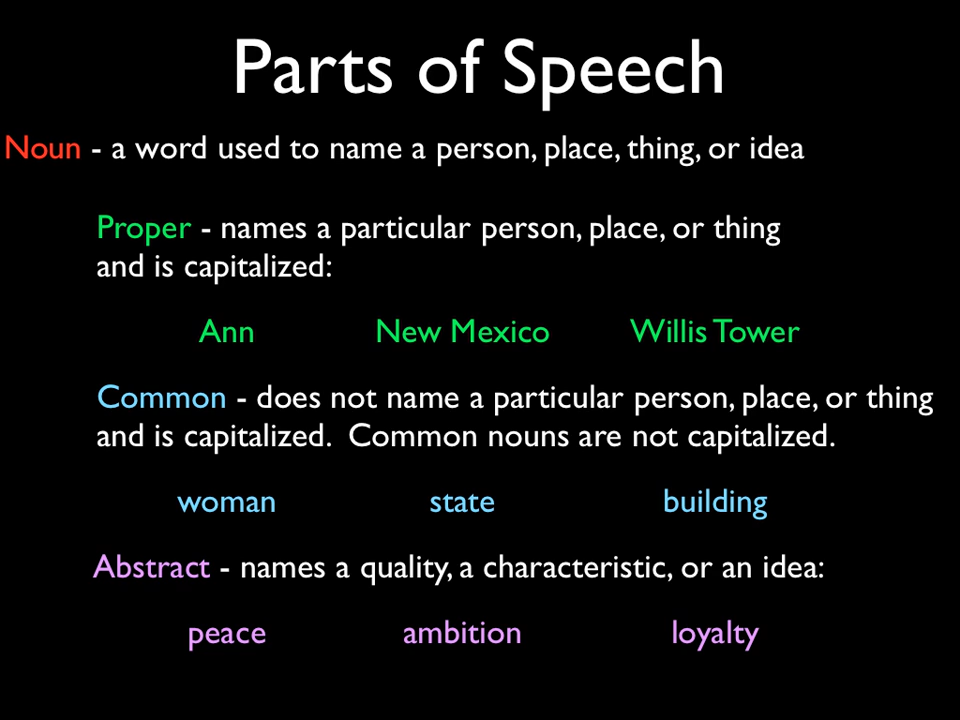 Parts of Speech
Noun - a word used to name a person, place, thing, or idea
Proper - names a particular person, place, or thing
and is capitalized:
Ann New Mexico Willis Tower
Common - does not name a particular person, place, or thing
and is capitalized. Common nouns are not capitalized.
woman state building
Abstract - names a quality, a characteristic, or an idea:
peace ambition loyalty